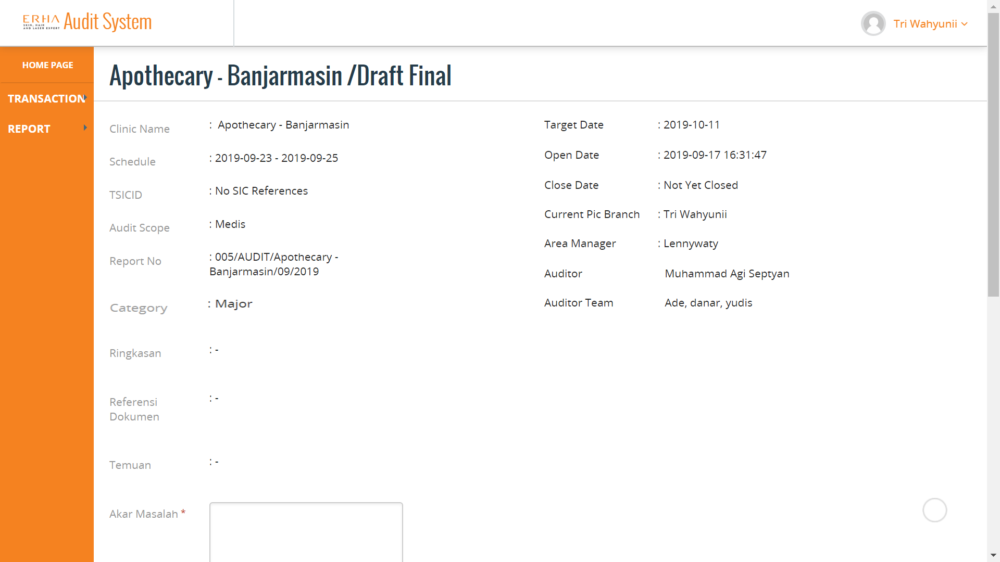 ERHA
SKIN, HAIR
AND LASER EXPERT
Audit System
Tri Wahyunii
HOME PAGE
TRANSACTION
REPORT
Apothecary - Banjarmasin /Draft Final
Clinic Name : Apothecary - Banjarmasin
Schedule : 2019-09-23 - 2019-09-25
TSICID : No SIC References
Audit Scope : Medis
Report No : 005/AUDIT/Apothecary -
Banjarmasin/09/2019
Category : Major
Ringkasan : -
Referensi : -
Dokumen
Temuan : -
Akar Masalah *
Target Date : 2019-10-11
Open Date : 2019-09-17 16:31:47
Close Date : Not Yet Closed
Current Pic Branch : Tri Wahyunii
Area Manager : Lennywaty
Auditor Muhammad Agi Septyan
Auditor Team Ade, danar, yudis